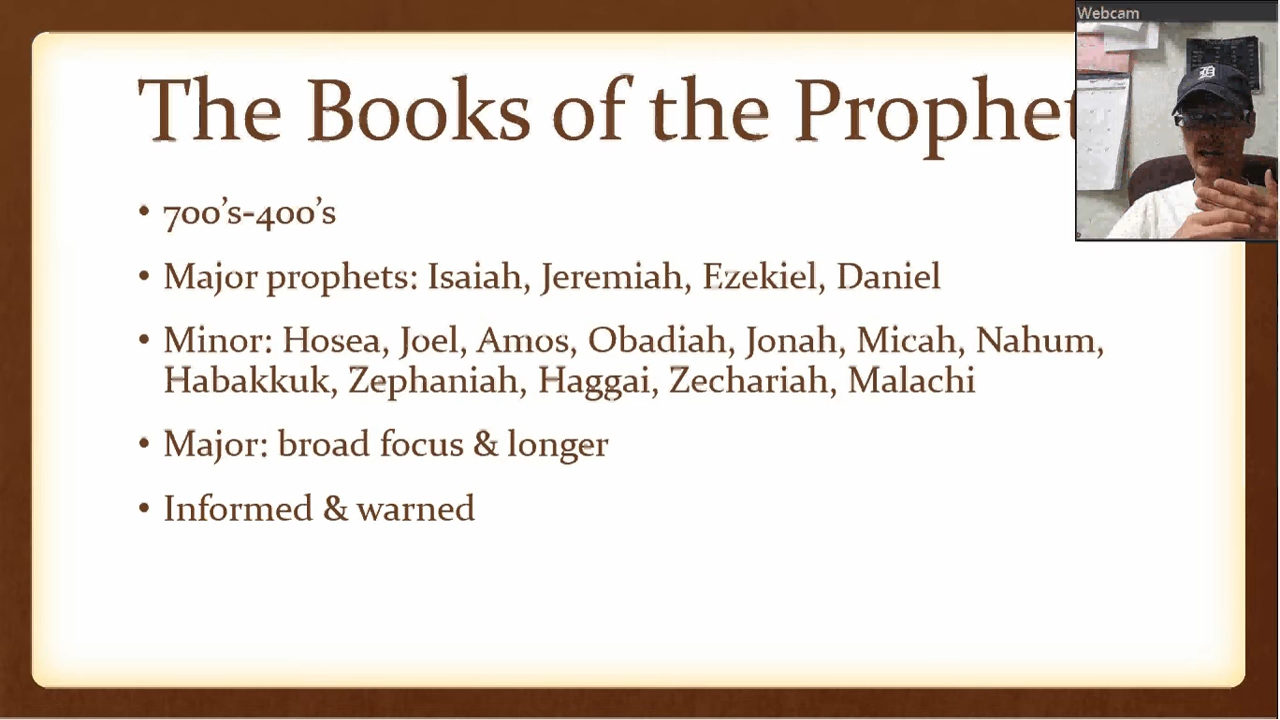 Webcam
The Books of the Prophet
• 700's-400's
• Major prophets: Isaiah, Jeremiah, Ezekiel, Daniel
• Minor: Hosea, Joel, Amos, Obadiah, Jonah, Micah, Nahum,
Habakkuk, Zephaniah, Haggai, Zechariah, Malachi
• Major: broad focus & longer
• Informed & warned